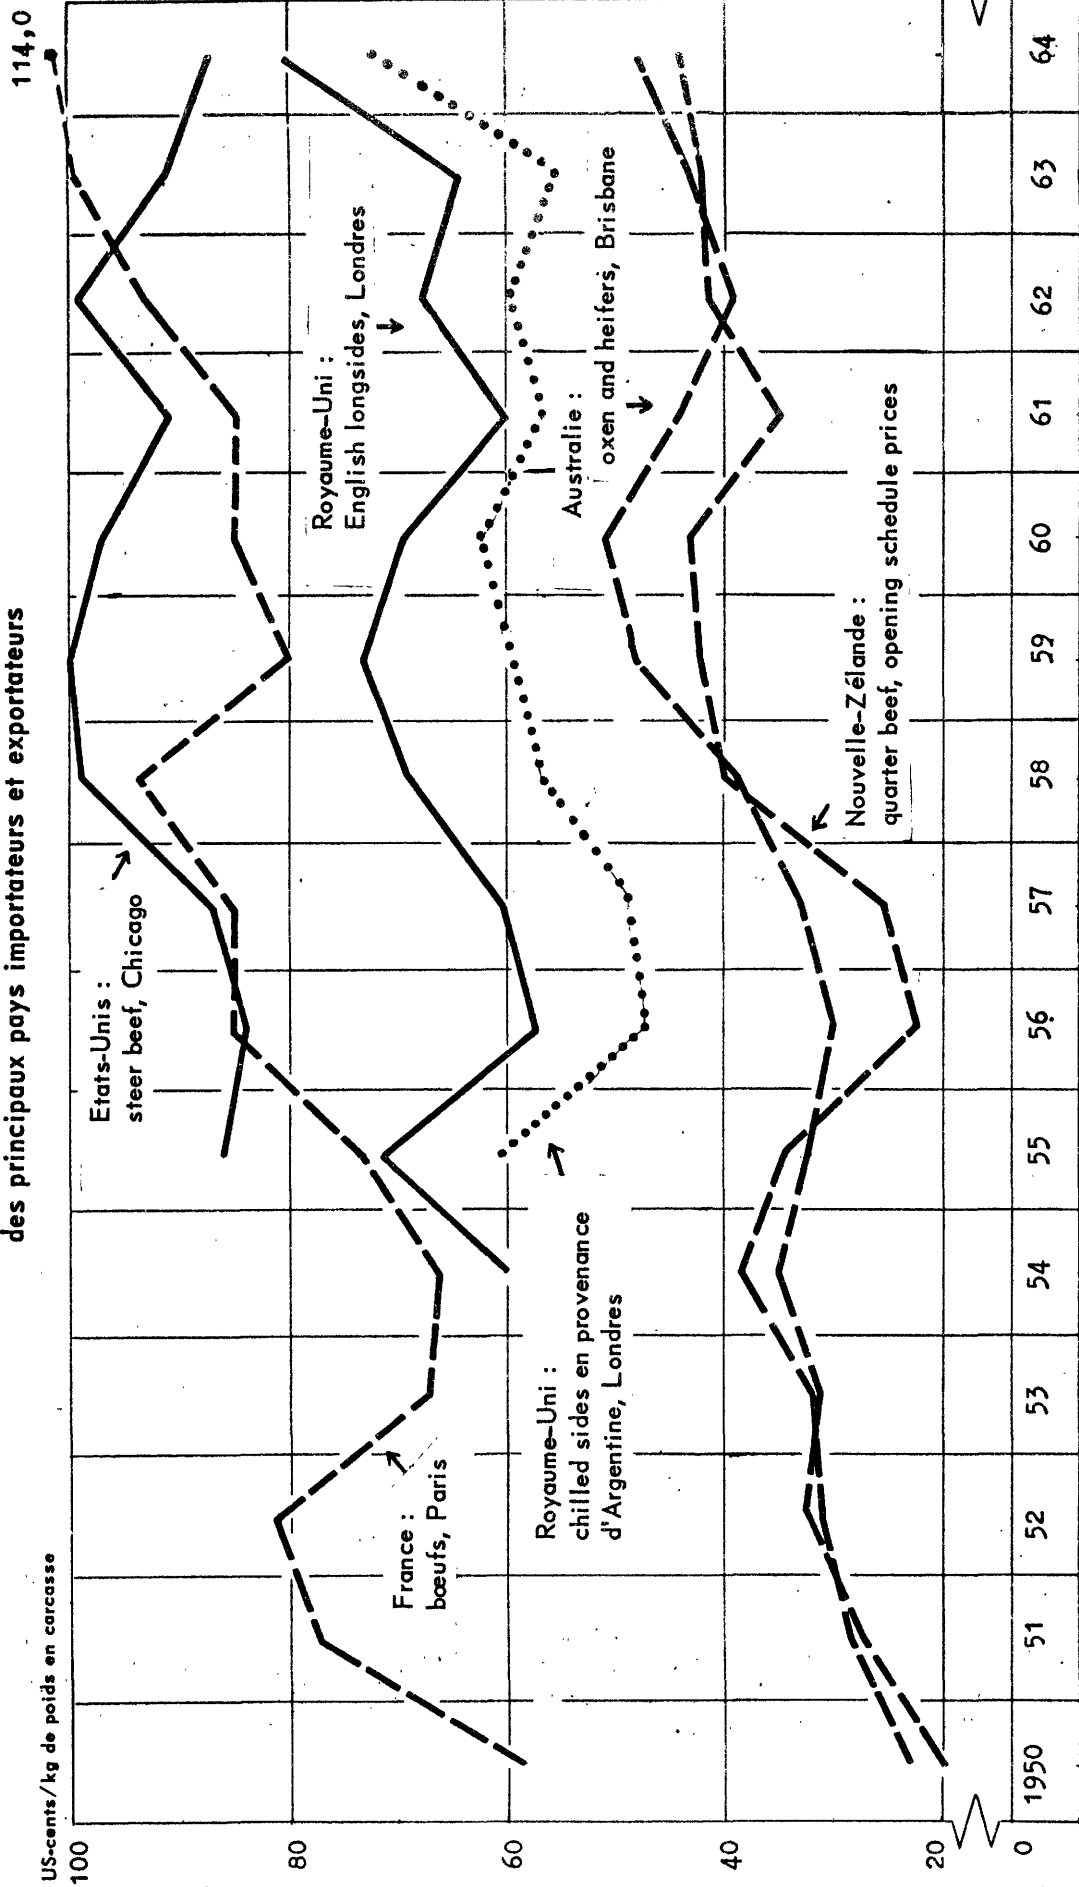 des principaux pays importateurs et exportateurs
US-cents/kg de poids en carcasse
114,0
100
80
60
40
20
0
Etats-Unis :
steer beef, Chicago
Royaume-Uni :
English longsides, Londres
France :
bœufs, Paris
Royaume-Uni :
chilled sides en provenance
d'Argentine, Londres
Australie :
oxen and heifers, Brisbane
Nouvelle-Zélande :
quarter beef, opening schedule prices
1950 51 52 53 54 55 56 57 58 59 60 61 62 63 64